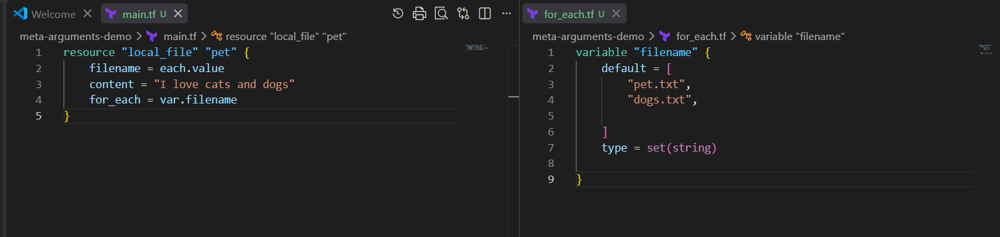 Welcome
main.tf U
meta-arguments-demo > main.tf > resource "local_file" "pet"
1 resource "local_file" "pet" {
2 filename = each.value
3 content = "I love cats and dogs"
4 for_each = var.filename
5 }
for_each.tf U
meta-arguments-demo > for_each.tf > variable "filename"
1 variable "filename" {
2 default = [
3 "pet.txt",
4 "dogs.txt",
5
6 ]
7 type = set(string)
8
9 }